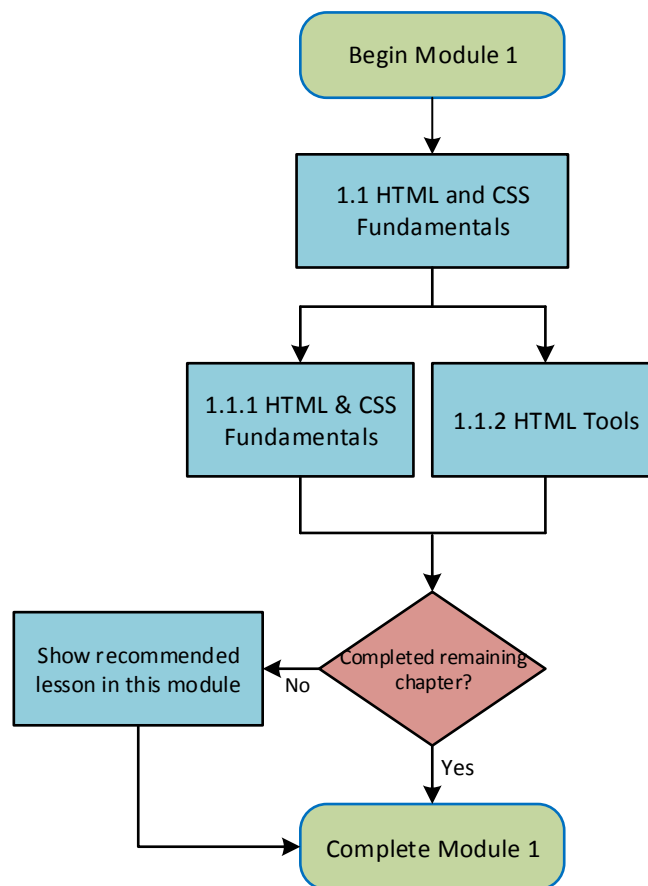 Begin Module 1
1.1 HTML and CSS
Fundamentals
1.1.1 HTML & CSS
Fundamentals
1.1.2 HTML Tools
Completed remaining
chapter?
No
Show recommended
lesson in this module
Yes
Complete Module 1